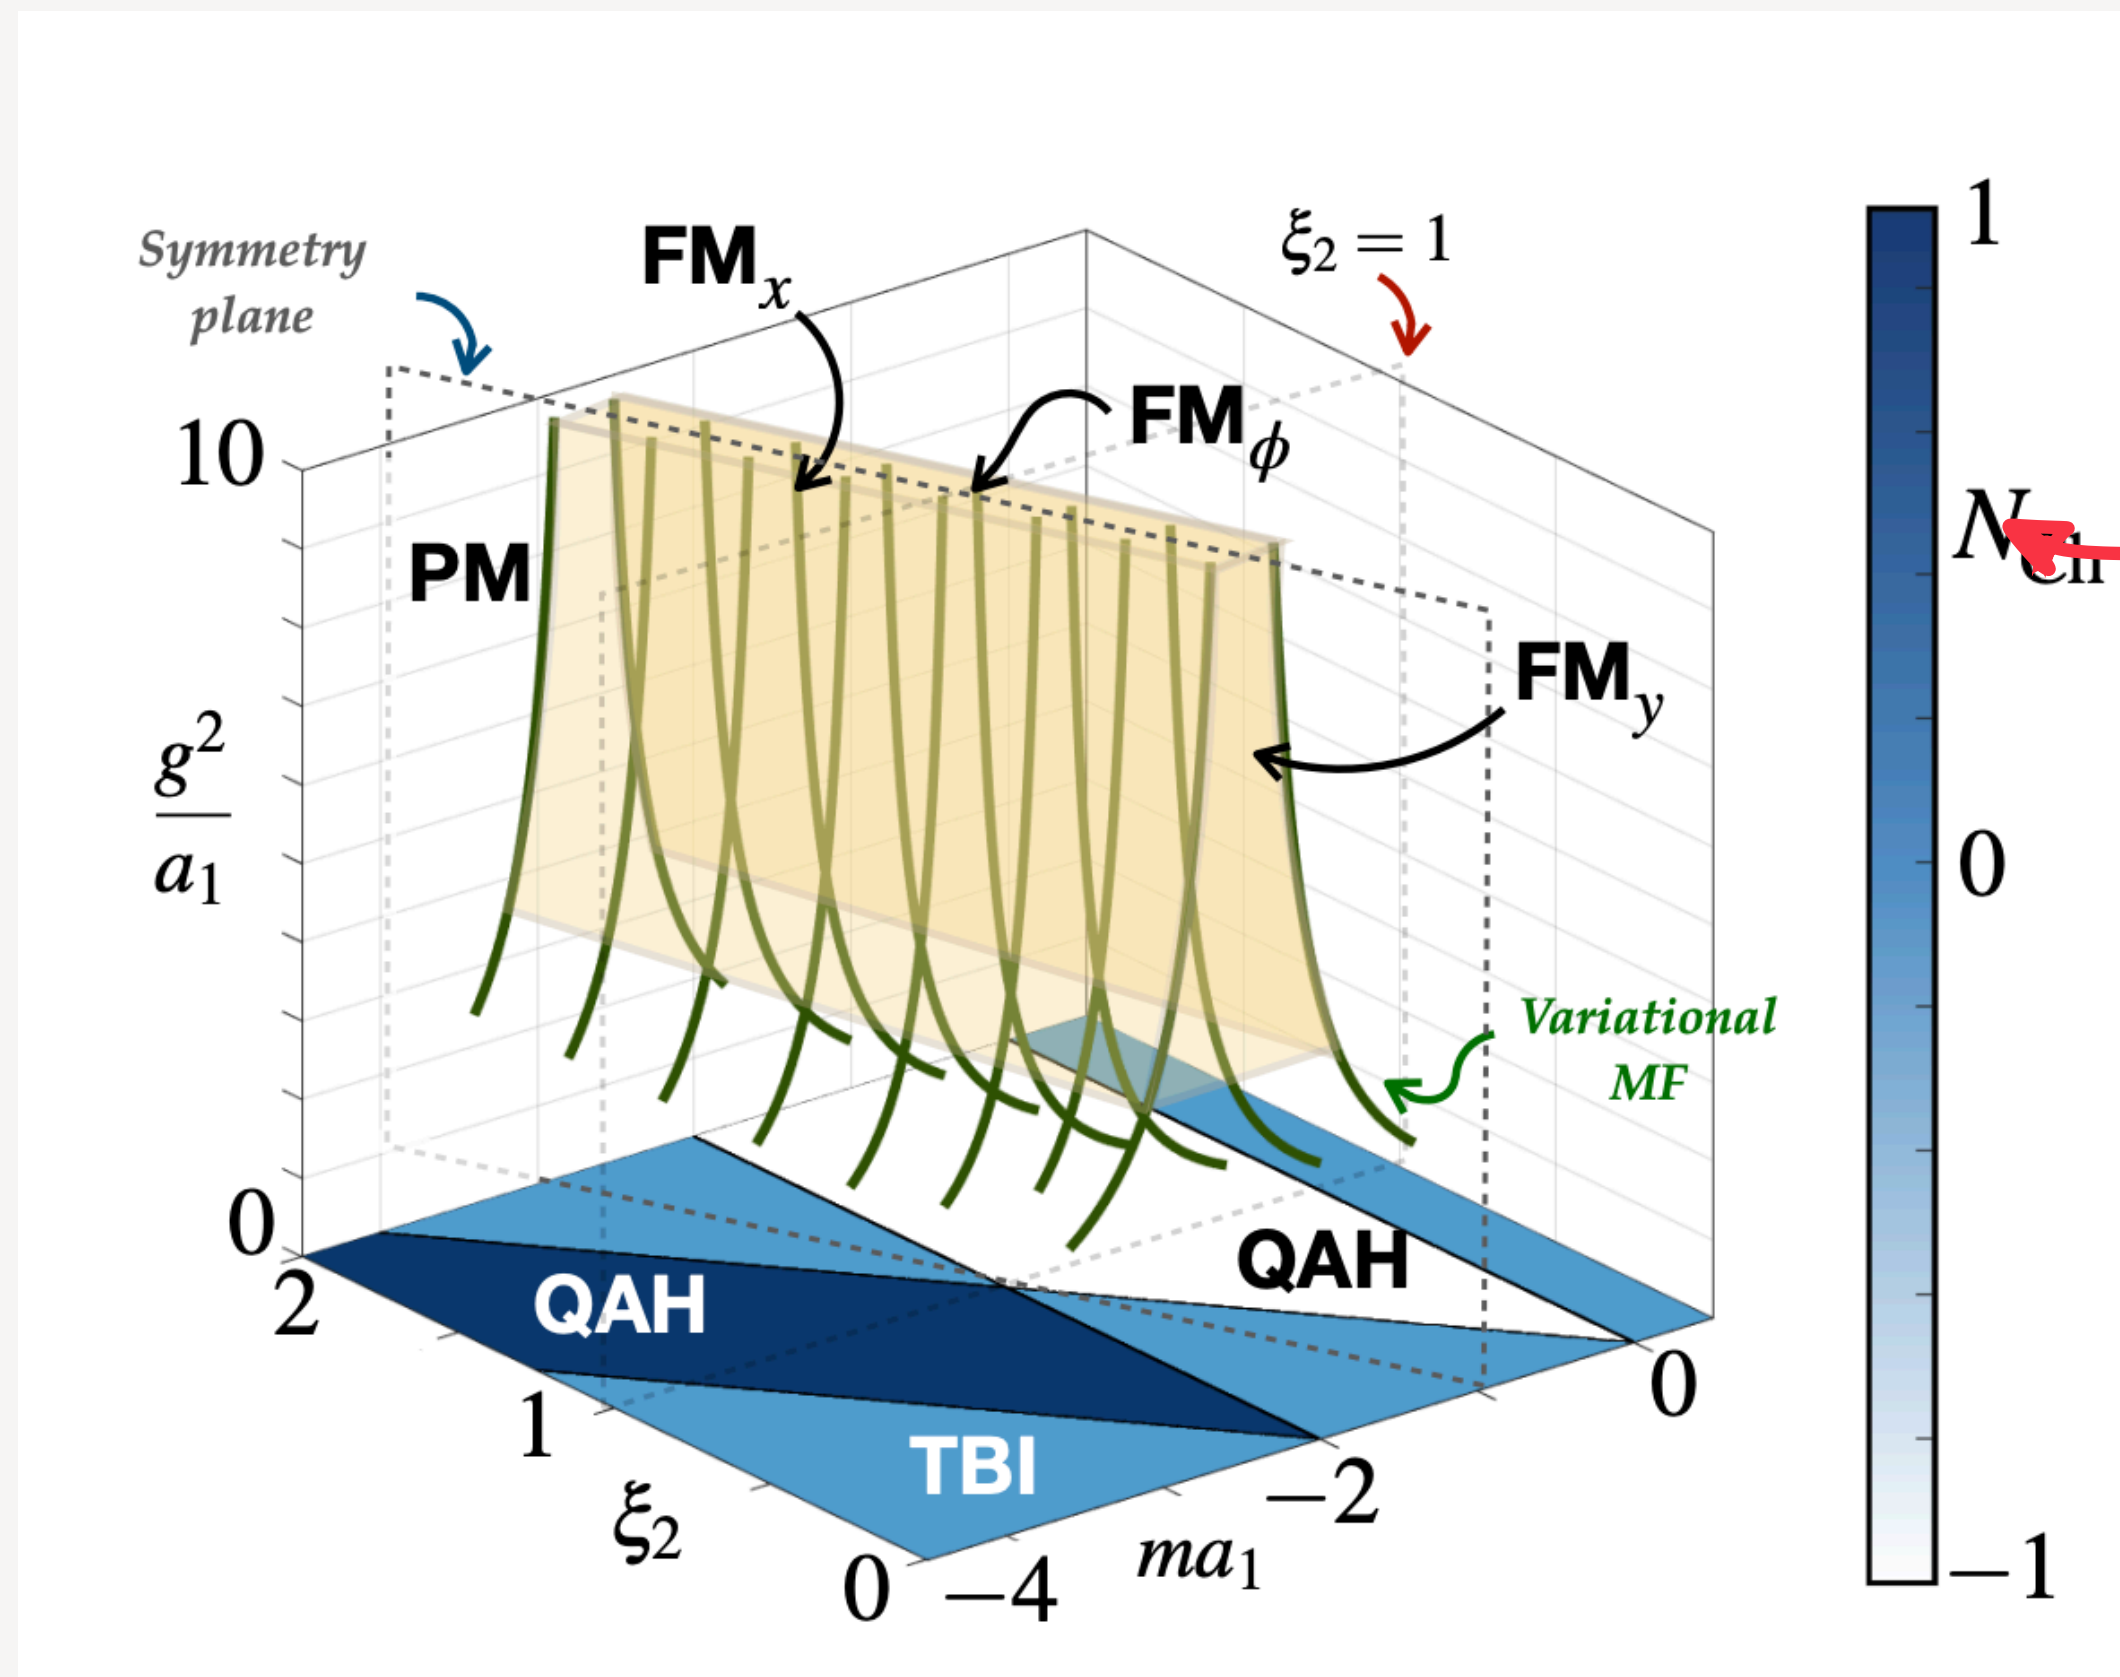 Symmetry
plane
FMx
ξ2 = 1
FMϕ
10
PM
FMy
g2
a1
Variational
MF
0
2
QAH
QAH
TBI
1
ξ2
0
−4
ma1
−2
0
1
NCh
0
−1